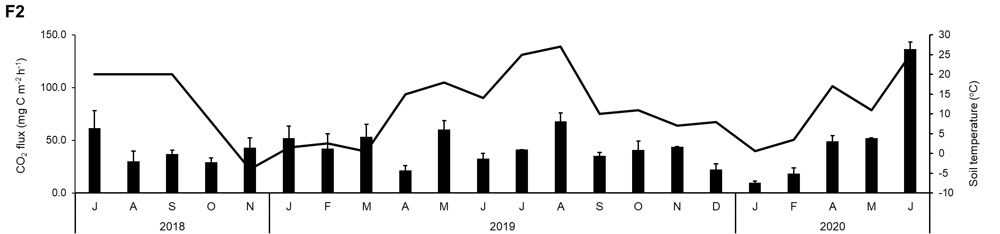 F2
CO₂ flux (mg C m⁻² h⁻¹)
150.0
100.0
50.0
0.0
30
25
20
15
10
5
0
-5
-10
Soil temperature (ºC)
J A S O N J F M A M J J A S O N D J F A M J
2018 2019 2020